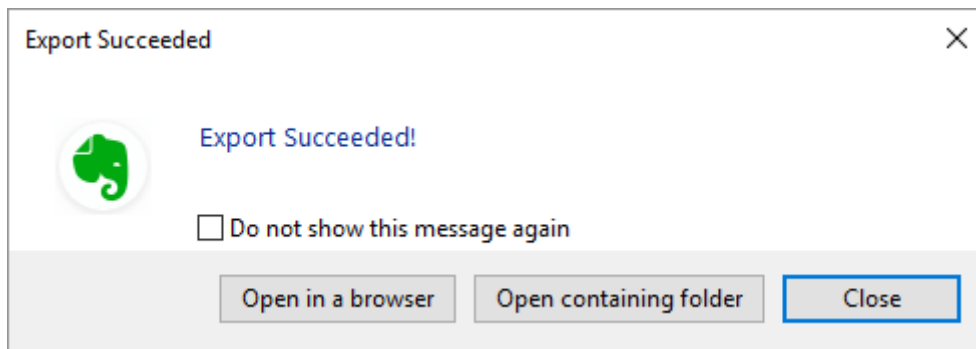 Export Succeeded
Export Succeeded!
Do not show this message again
Open in a browser
Open containing folder
Close